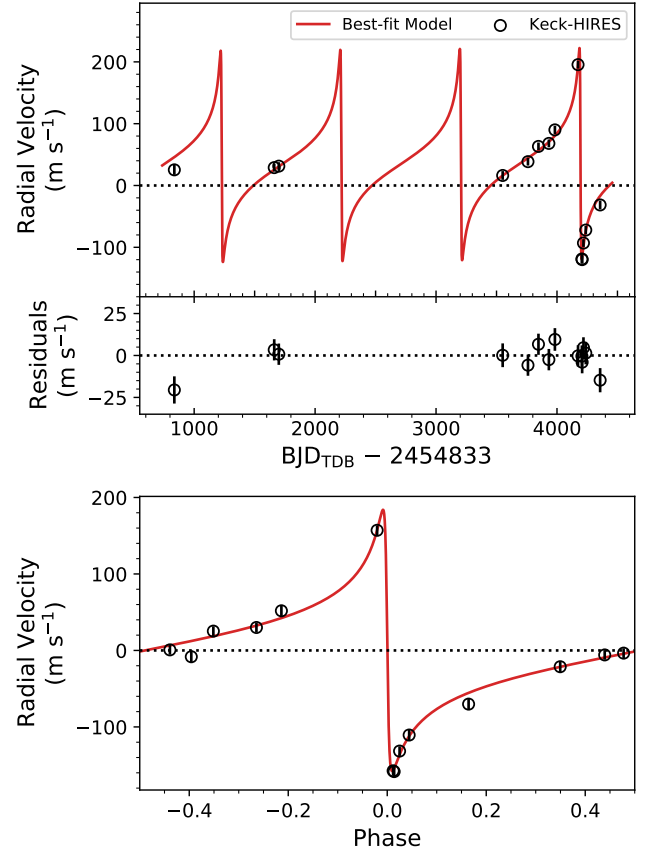 Best-fit Model
Keck-HIRES
200
100
0
−100
Radial Velocity
(m s⁻¹)
25
0
−25
Residuals
(m s⁻¹)
1000 2000 3000 4000
BJD_TDB − 2454833
200
100
0
−100
Radial Velocity
(m s⁻¹)
−0.4 −0.2 0.0 0.2 0.4
Phase